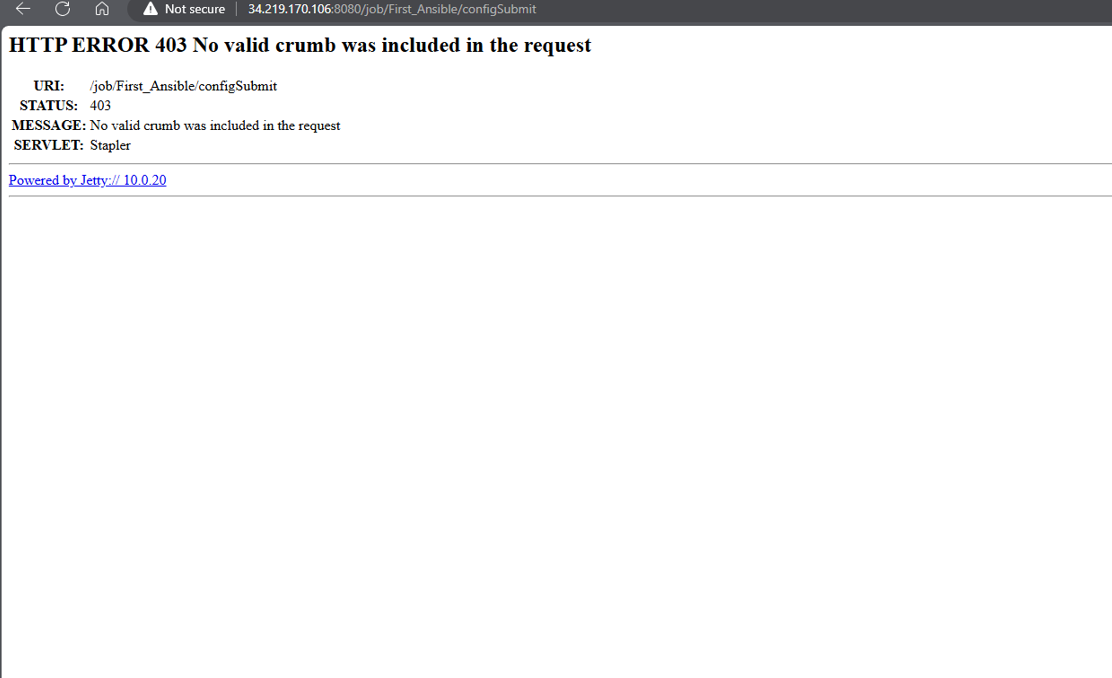 Not secure 34.219.170.106:8080/job/First_Ansible/configSubmit
HTTP ERROR 403 No valid crumb was included in the request
URI: /job/First_Ansible/configSubmit
STATUS: 403
MESSAGE: No valid crumb was included in the request
SERVLET: Stapler
Powered by Jetty:// 10.0.20